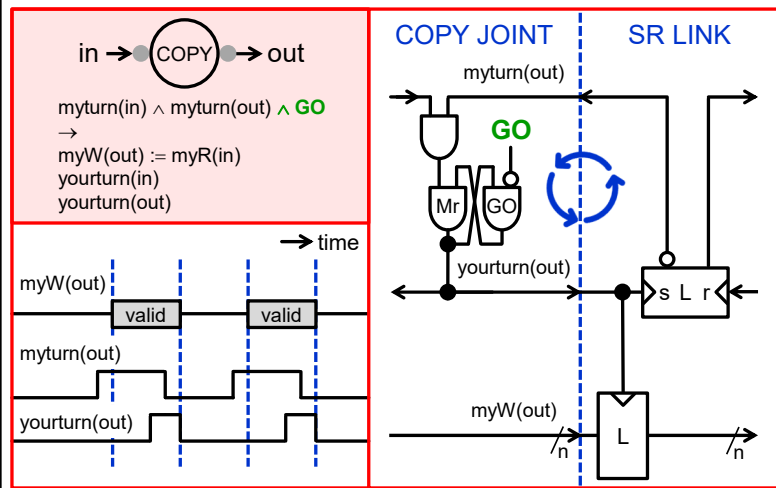 in COPY out
myturn(in) ∧ myturn(out) ∧ GO
→
myW(out) := myR(in)
yourturn(in)
yourturn(out)
time
myW(out)
valid valid
myturn(out)
yourturn(out)
COPY JOINT SR LINK
myturn(out)
GO
Mr GO
yourturn(out)
s L r
myW(out)
L
/n /n